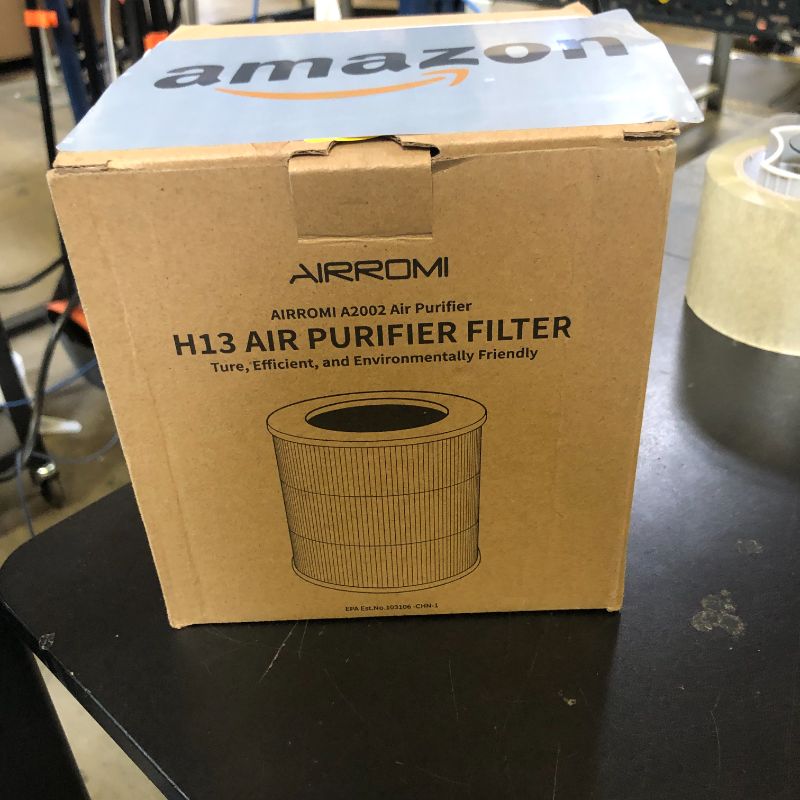 amazon
AIRROMI
AIRROMI A2002 Air Purifier
H13 AIR PURIFIER FILTER
Ture, Efficient, and Environmentally Friendly
EPA Est.No.103106 -CHN-1